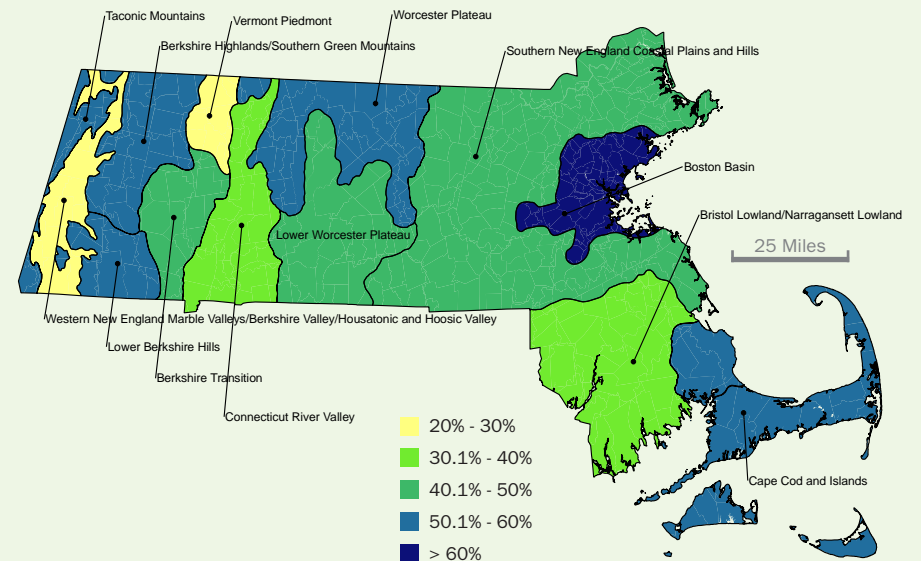 Taconic Mountains
Vermont Piedmont
Worcester Plateau
Berkshire Highlands/Southern Green Mountains
Southern New England Coastal Plains and Hills
Boston Basin
Bristol Lowland/Narragansett Lowland
Lower Worcester Plateau
25 Miles
Western New England Marble Valleys/Berkshire Valley/Housatonic and Hoosic Valley
Lower Berkshire Hills
Berkshire Transition
Connecticut River Valley
Cape Cod and Islands
20% - 30%
30.1% - 40%
40.1% - 50%
50.1% - 60%
> 60%